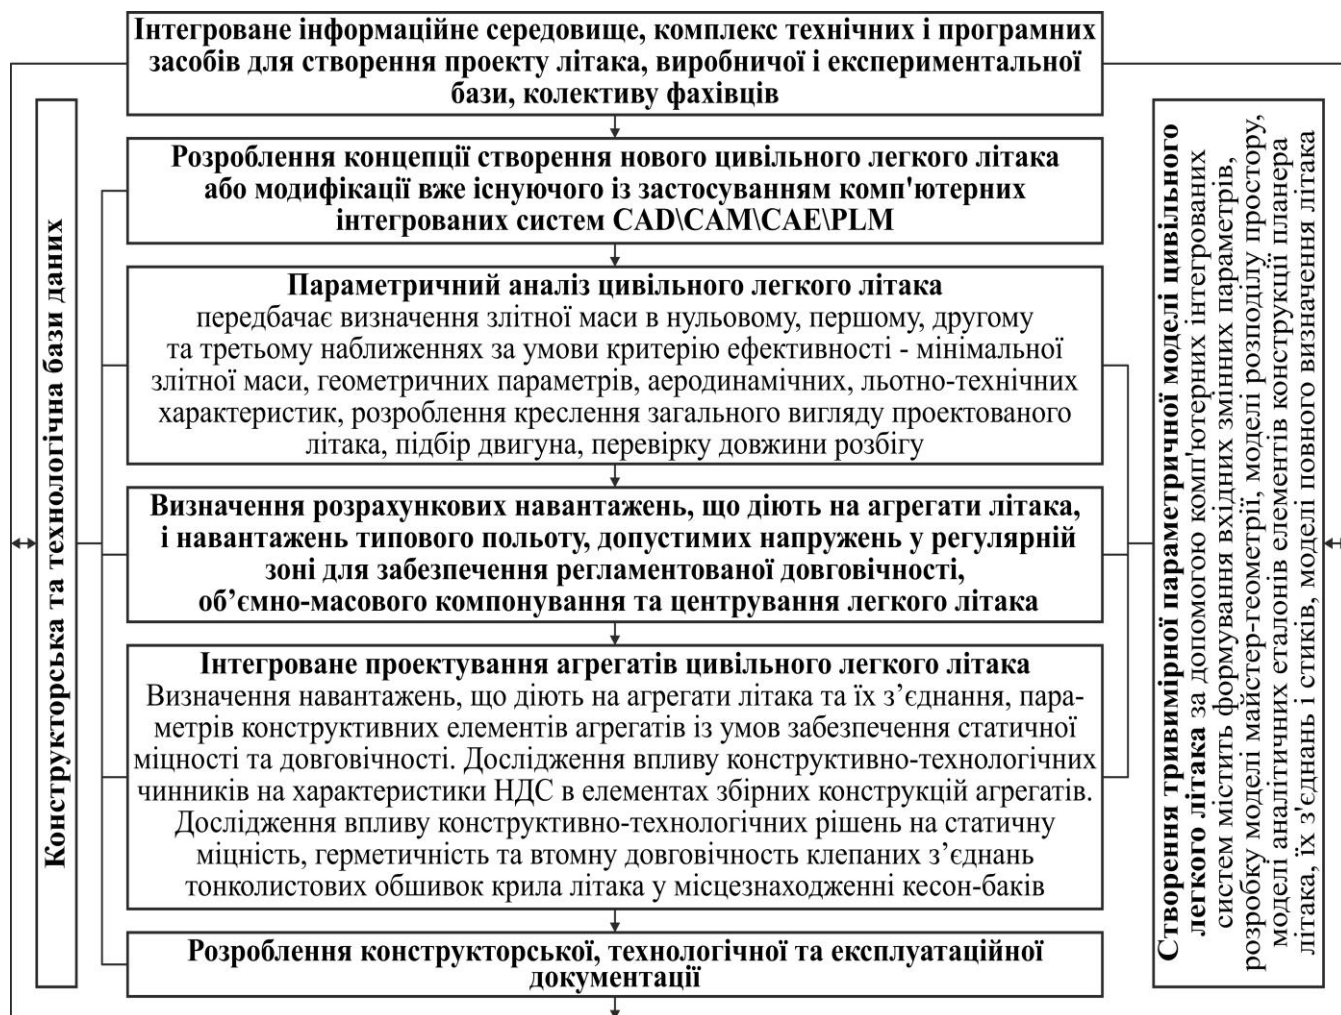 Інтегроване інформаційне середовище, комплекс технічних і програмних
засобів для створення проекту літака, виробничої і експериментальної
бази, колективу фахівців
Конструкторська та технологічна бази даних
Розроблення концепції створення нового цивільного легкого літака
або модифікації вже існуючого із застосуванням комп'ютерних
інтегрованих систем CAD\CAM\CAE\PLM
Параметричний аналіз цивільного легкого літака
передбачає визначення злітної маси в нульовому, першому, другому
та третьому наближеннях за умови критерію ефективності - мінімальної
злітної маси, геометричних параметрів, аеродинамічних, льотно-технічних
характеристик, розроблення креслення загального вигляду проектованого
літака, підбір двигуна, перевірку довжини розбігу
Визначення розрахункових навантажень, що діють на агрегати літака,
і навантажень типового польоту, допустимих напружень у регулярній
зоні для забезпечення регламентованої довговічності,
об’ємно-масового компонування та центрування легкого літака
Інтегроване проектування агрегатів цивільного легкого літака
Визначення навантажень, що діють на агрегати літака та їх з’єднання, пара-
метрів конструктивних елементів агрегатів із умов забезпечення статичної
міцності та довговічності. Дослідження впливу конструктивно-технологічних
чинників на характеристики НДС в елементах збірних конструкцій агрегатів.
Дослідження впливу конструктивно-технологічних рішень на статичну
міцність, герметичність та втомну довговічність клепаних з’єднань
тонколистових обшивок крила літака у місцезнаходженні кесон-баків
Розроблення конструкторської, технологічної та експлуатаційної
документації
Створення тривимірної параметричної моделі цивільного
легкого літака за допомогою комп'ютерних інтегрованих
систем містить формування вхідних змінних параметрів,
розробку моделі майстер-геометрії, моделі розподілу простору,
моделі аналітичних еталонів елементів конструкції планера
літака, їх з'єднань і стиків, моделі повного визначення літака